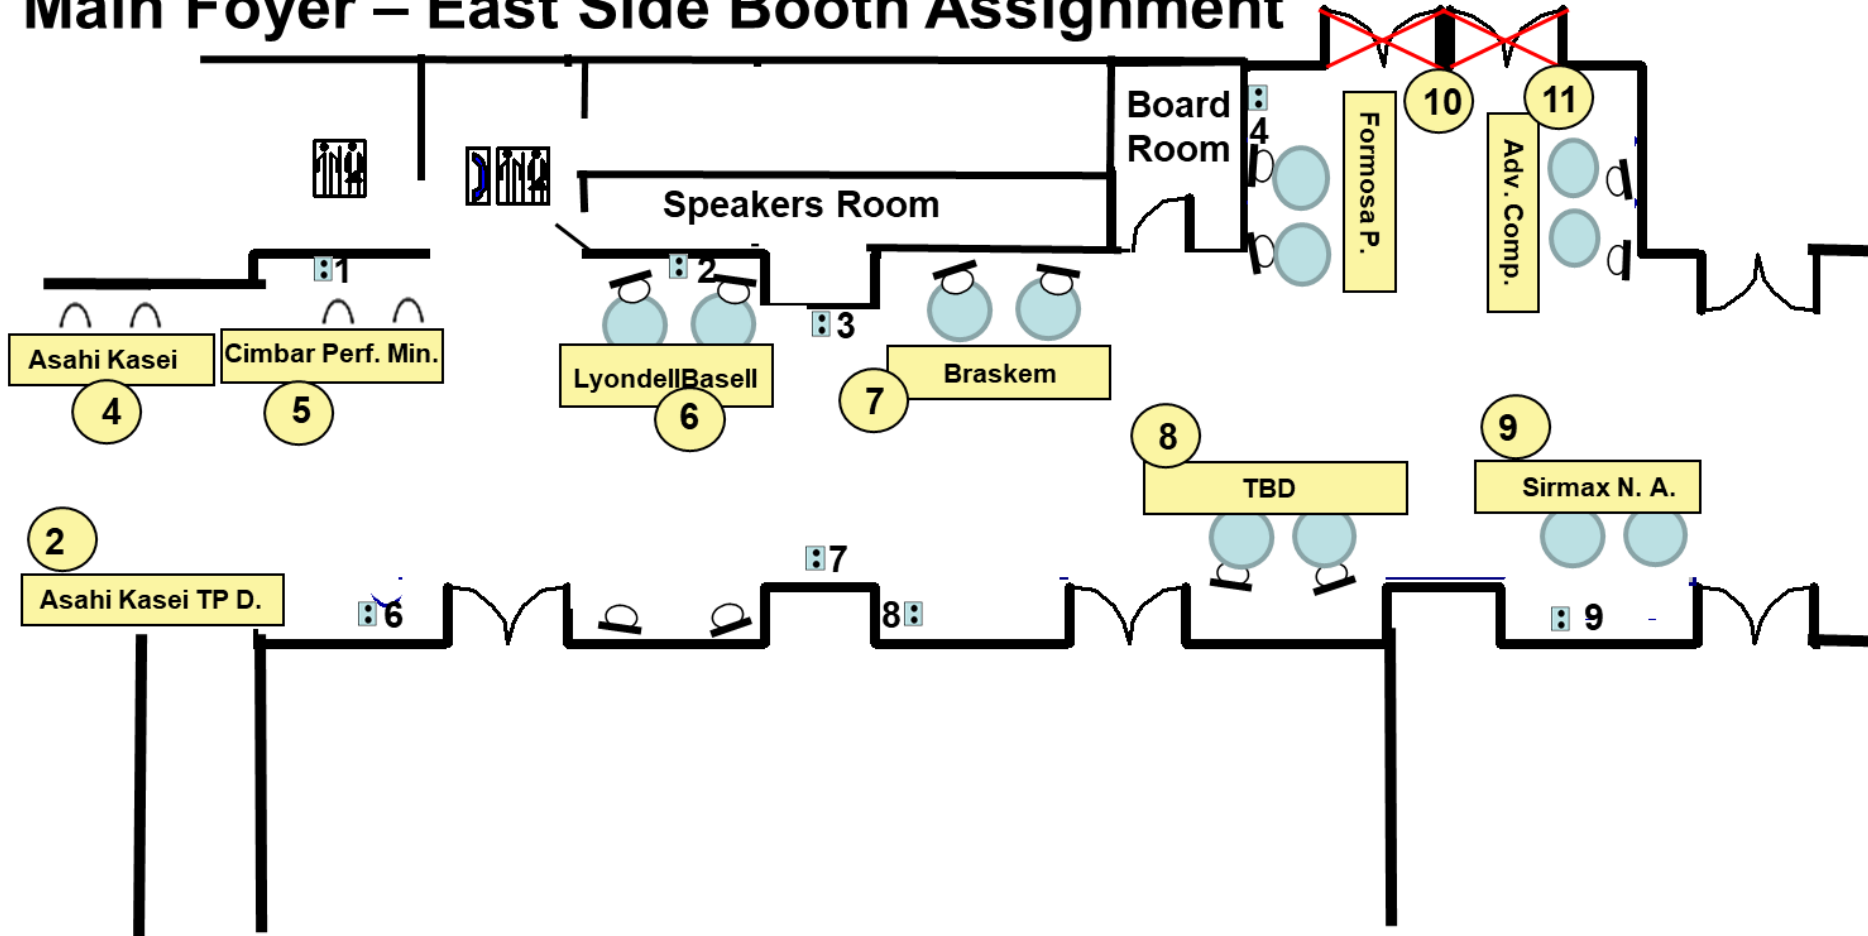 Main Foyer – East Side Booth Assignment
10
11
Board
Room
4
Formosa P.
Adv. Comp.
Speakers Room
1
2
3
Asahi Kasei
Cimbar Perf. Min.
LyondellBasell
Braskem
4
5
6
7
8
9
TBD
Sirmax N. A.
2
Asahi Kasei TP D.
6
7
8
9